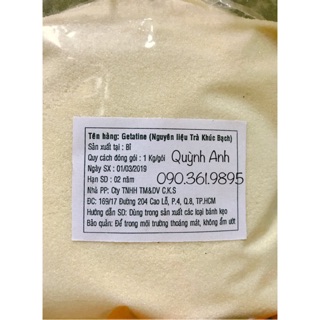 Tên hàng: Gelatine (Nguyên liệu Trà Khúc Bạch)
Sản xuất tại : Bỉ
Quy cách đóng gói : 1 Kg/gói
Quỳnh Anh
Ngày SX : 01/03/2019
Hạn SD : 02 năm
090.361.9895
Nhà PP: Cty TNHH TM&DV C.K.S
ĐC: 169/17 Đường 204 Cao Lỗ, P.4, Q.8, TP.HCM
Hướng dẫn SD: Dùng trong sản xuất các loại bánh kẹo
Bảo quản: Để trong môi trường thoáng mát, không ẩm ướt